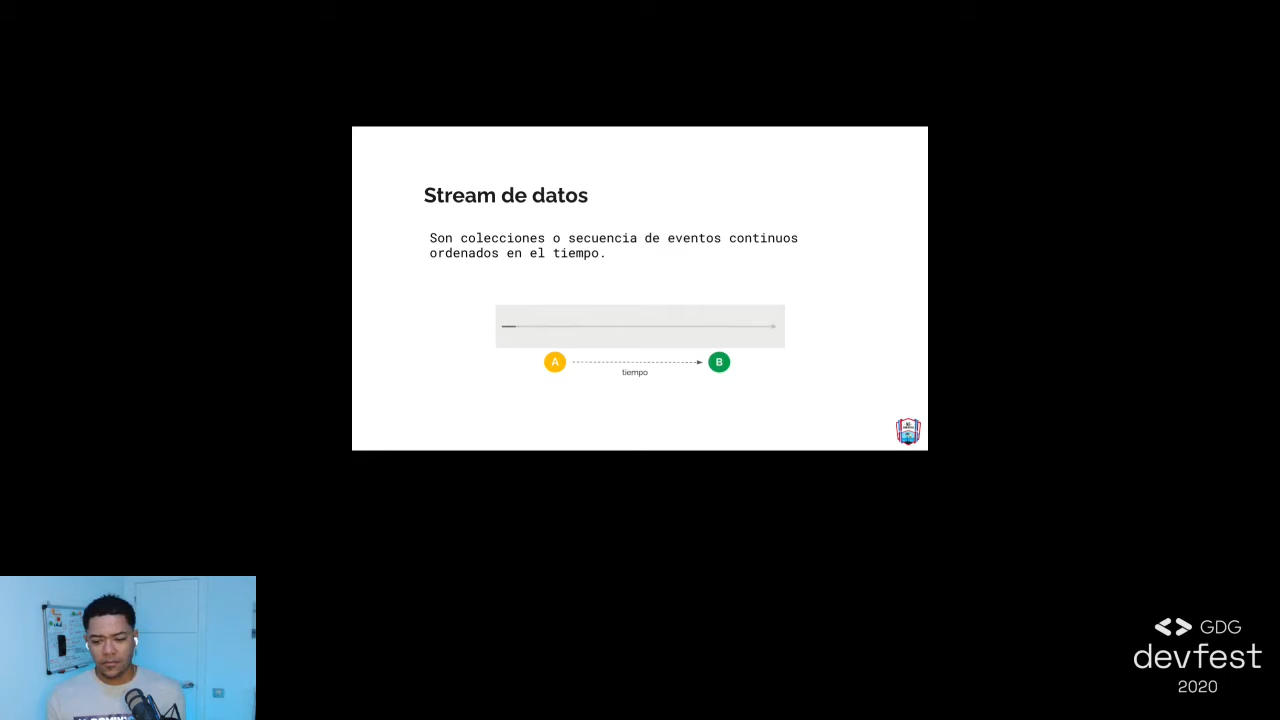 Stream de datos
Son colecciones o secuencia de eventos continuos
ordenados en el tiempo.
A
B
tiempo
GDG
devfest
2020